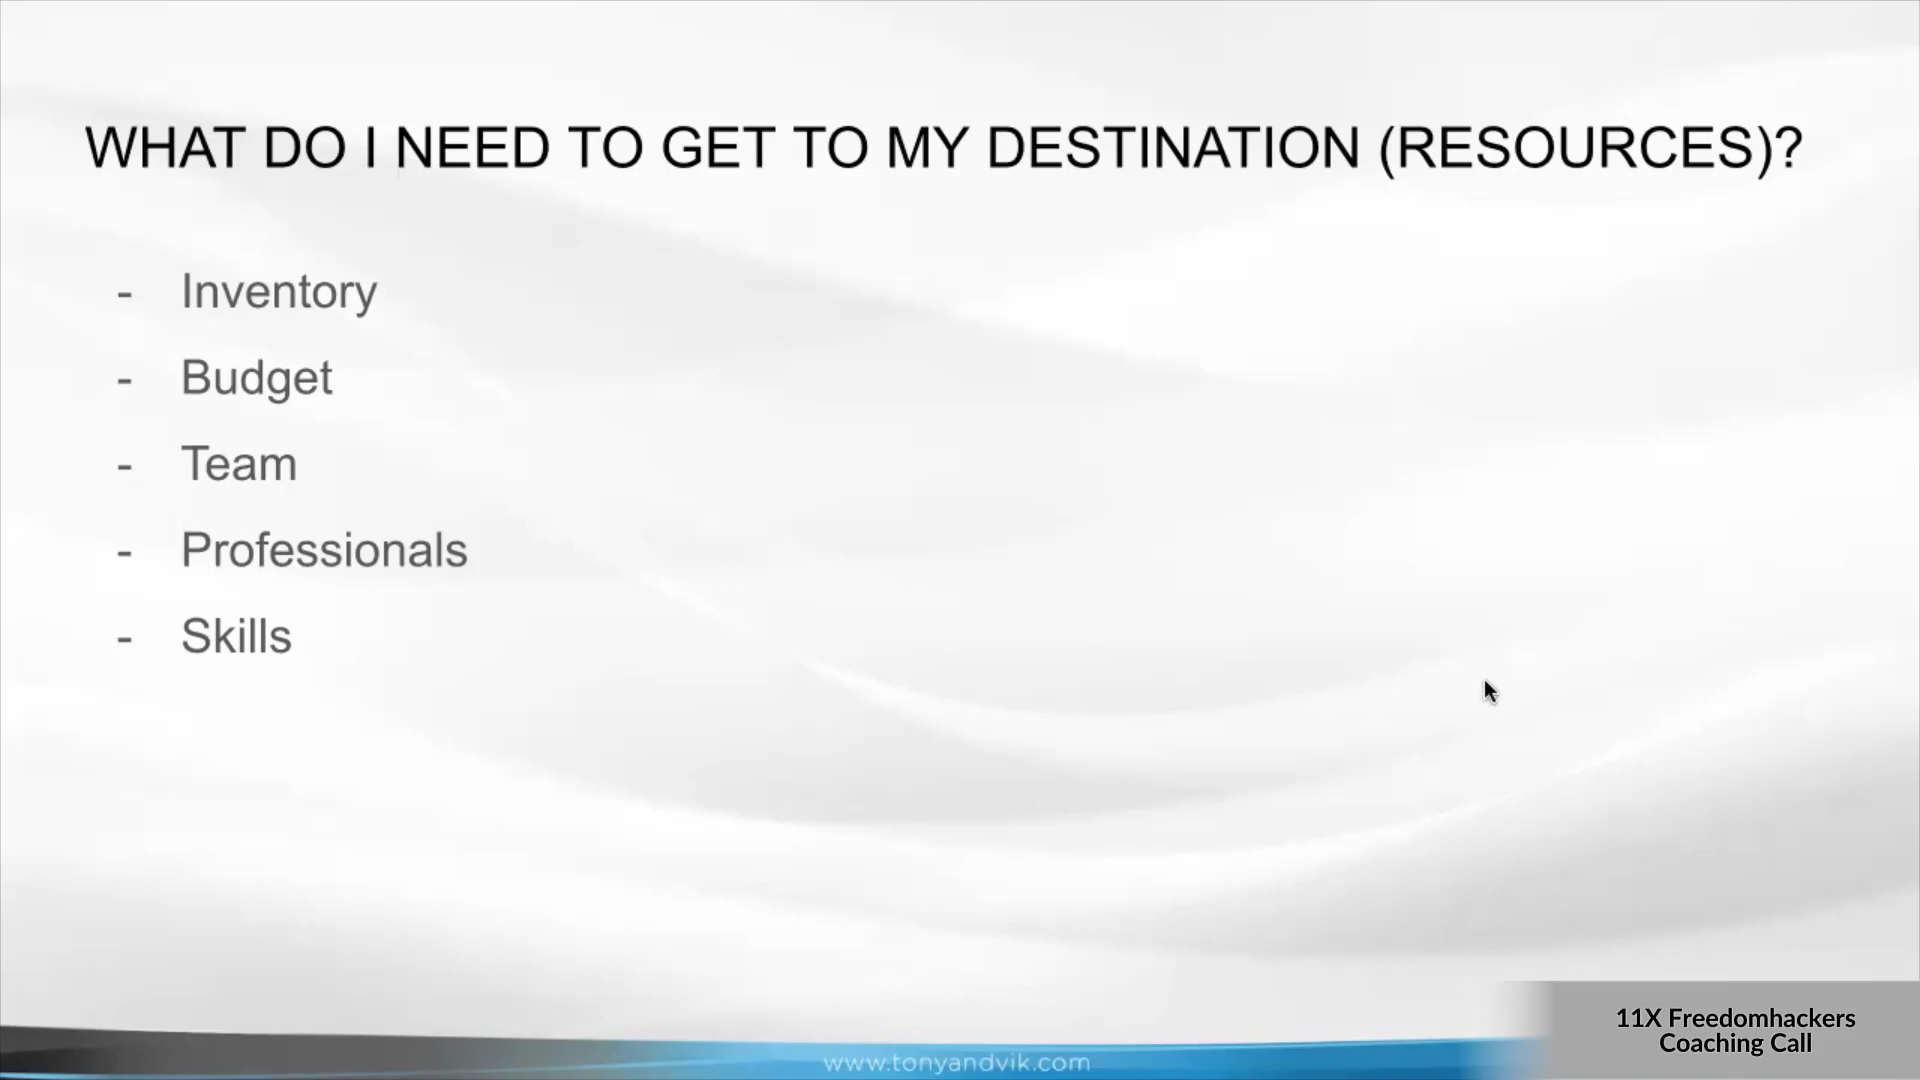 WHAT DO I NEED TO GET TO MY DESTINATION (RESOURCES)?
- Inventory
- Budget
- Team
- Professionals
- Skills
www.tonyandvik.com
11X Freedomhackers
Coaching Call